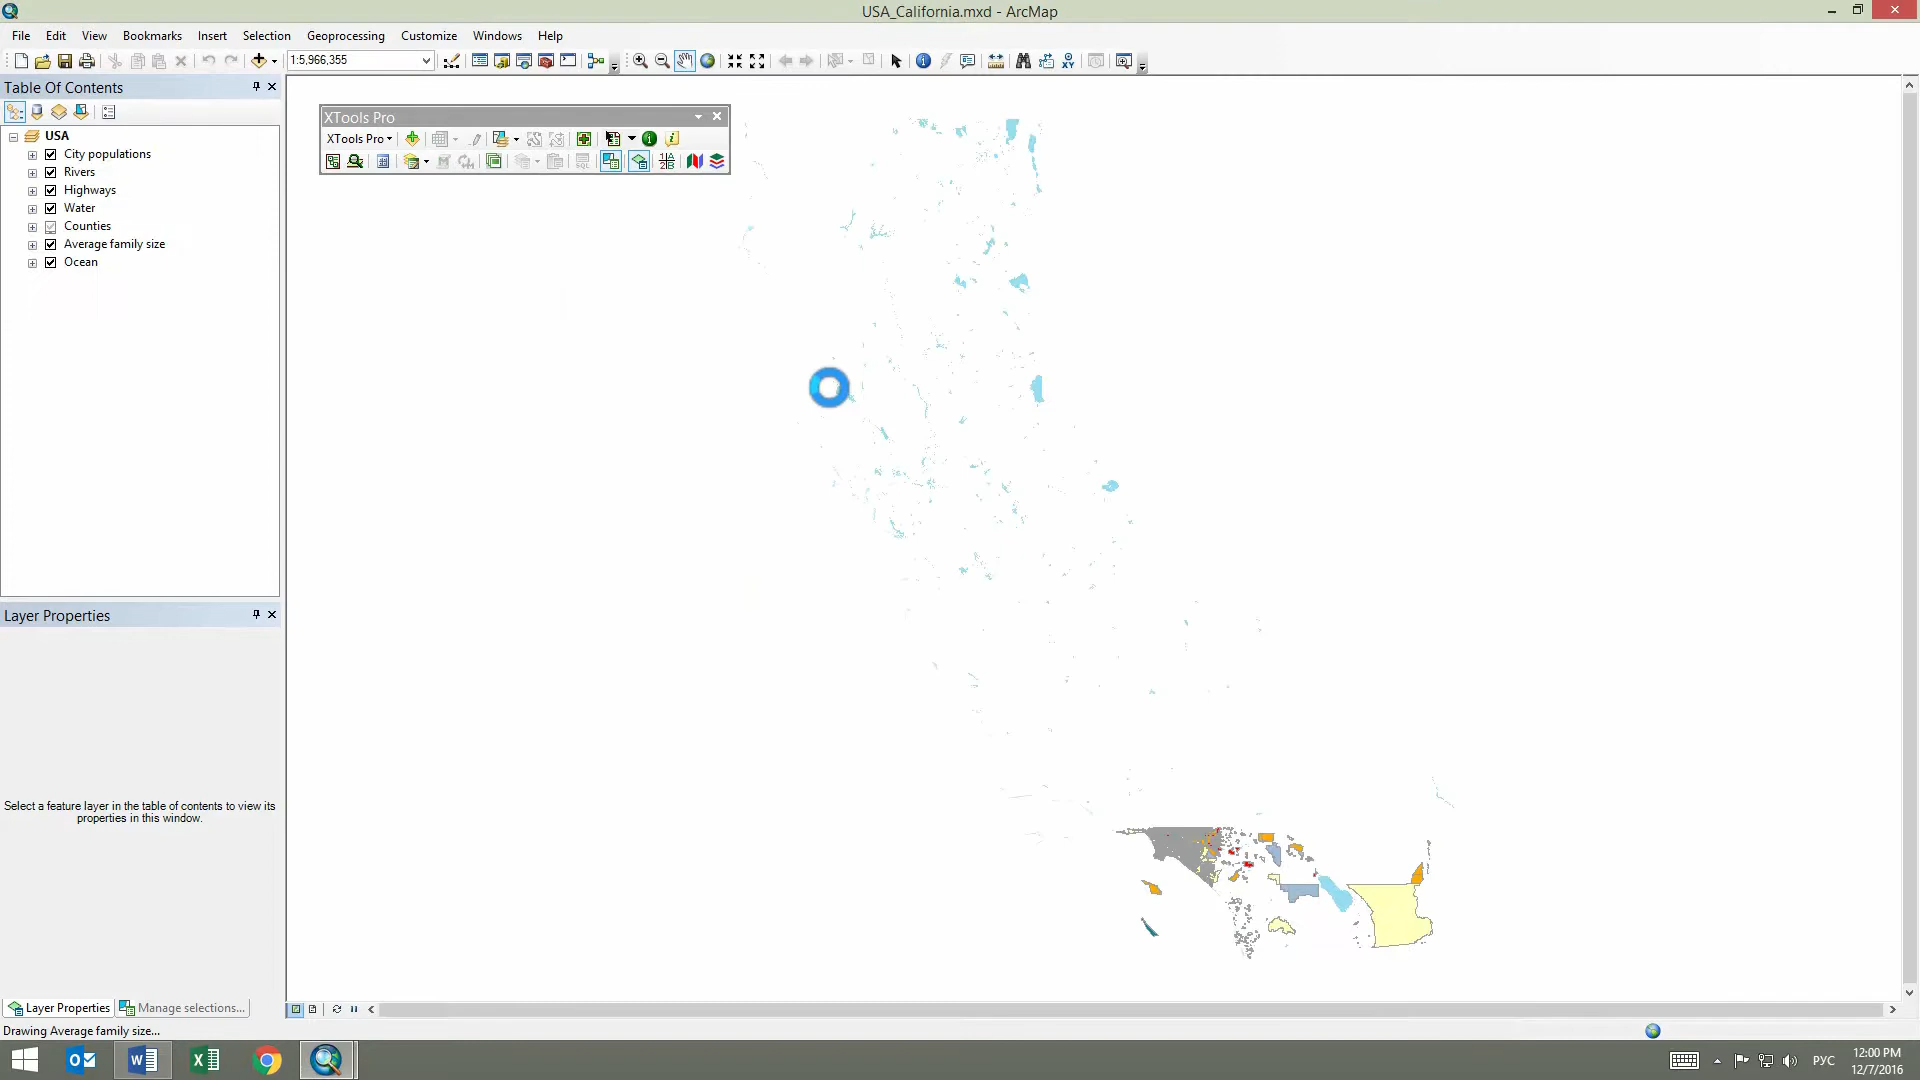 USA_California.mxd - ArcMap
File Edit View Bookmarks Insert Selection Geoprocessing Customize Windows Help
1:5,966,355
Table Of Contents
USA
City populations
Rivers
Highways
Water
Counties
Average family size
Ocean
XTools Pro
XTools Pro
Layer Properties
Select a feature layer in the table of contents to view its
properties in this window.
Layer Properties Manage selections...
Drawing Average family size...
РУС
12:00 PM
12/7/2016